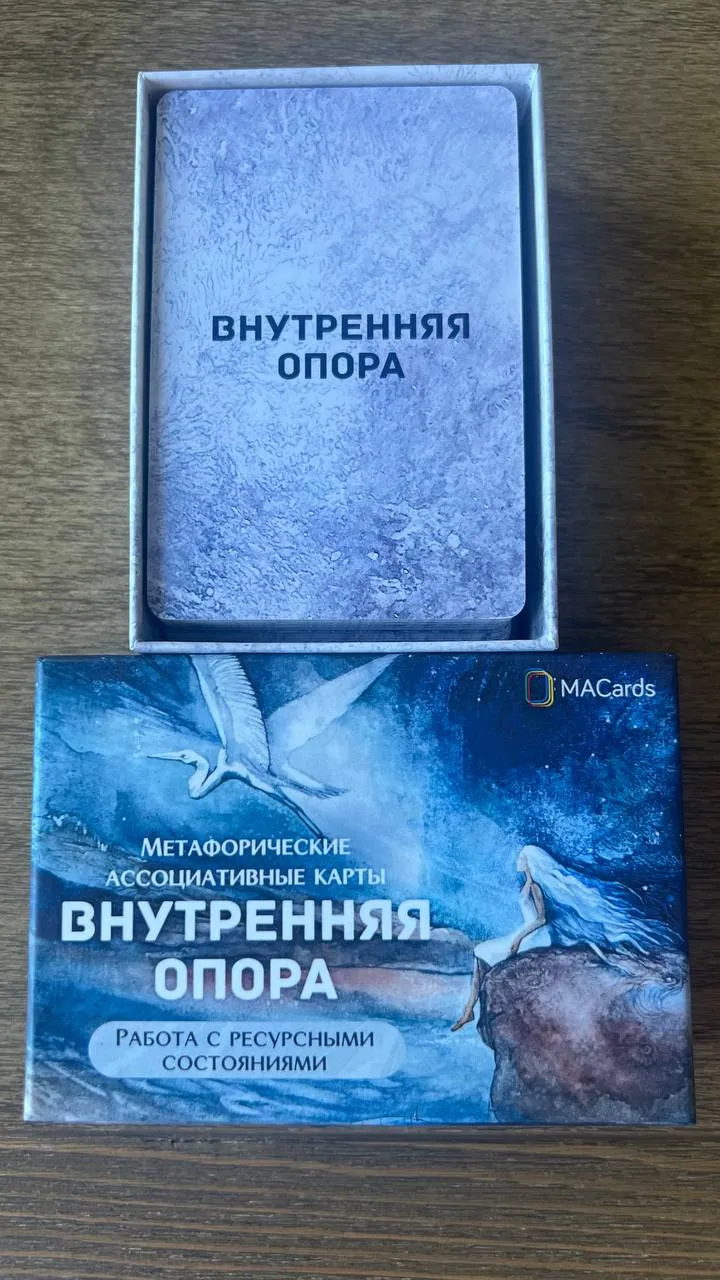 ВНУТРЕННЯЯ
ОПОРА
MACards
МЕТАФОРИЧЕСКИЕ
АССОЦИАТИВНЫЕ КАРТЫ
ВНУТРЕННЯЯ
ОПОРА
РАБОТА С РЕСУРСНЫМИ
СОСТОЯНИЯМИ